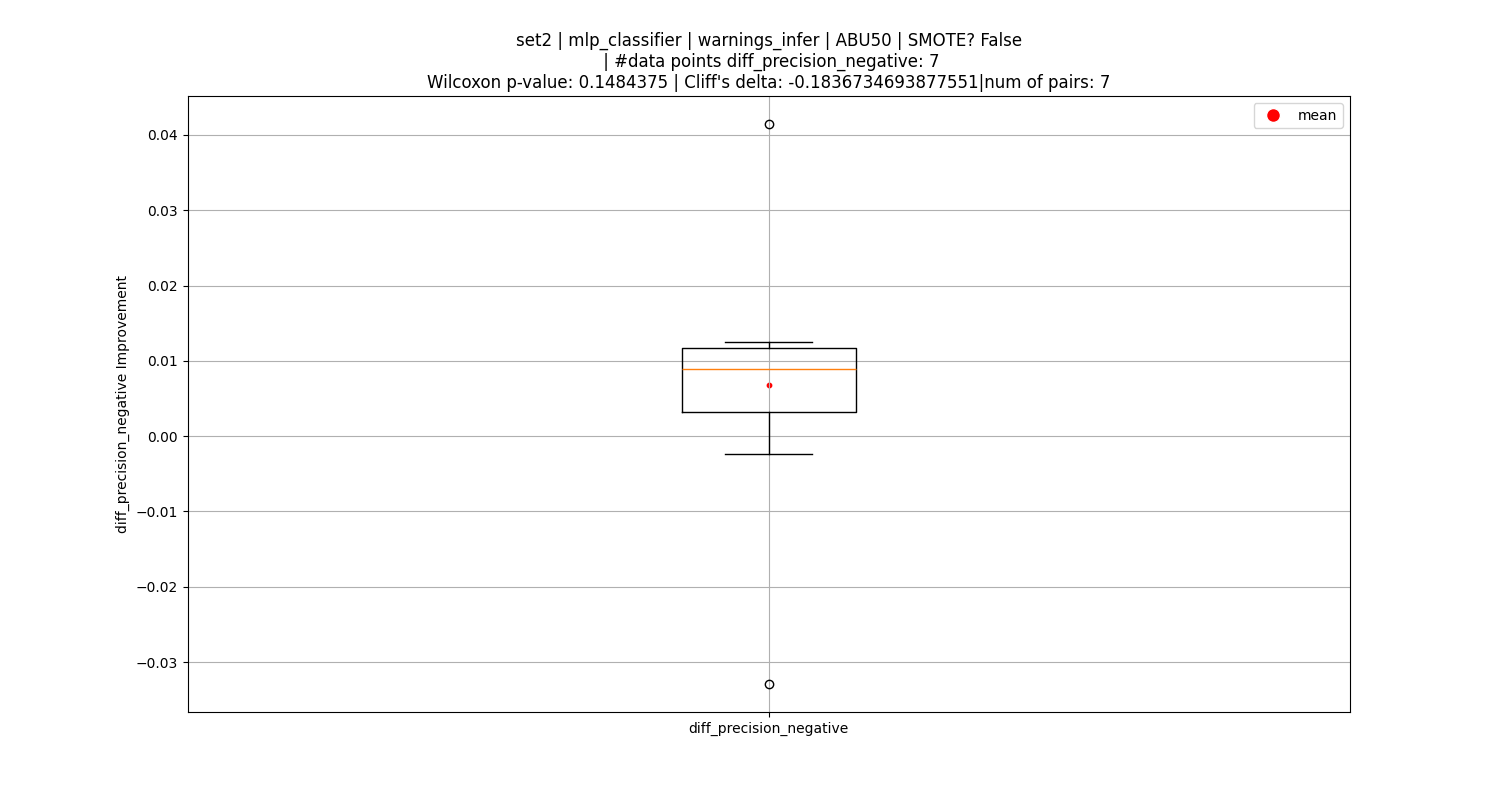 set2 | mlp_classifier | warnings_infer | ABU50 | SMOTE? False
| #data points diff_precision_negative: 7
Wilcoxon p-value: 0.1484375 | Cliff's delta: -0.1836734693877551|num of pairs: 7
mean
0.04
0.03
0.02
0.01
0.00
−0.01
−0.02
−0.03
diff_precision_negative Improvement
diff_precision_negative